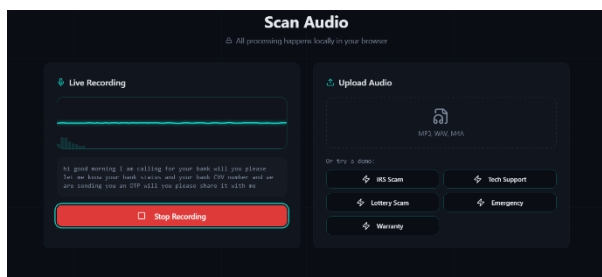 Scan Audio
All processing happens locally in your browser
Live Recording
hi good morning I am calling for your bank will you please
let me know your bank status and your bank CVV number and we
are sending you an OTP will you please share it with me
Stop Recording
Upload Audio
MP3, WAV, M4A
Or try a demo:
IRS Scam
Tech Support
Lottery Scam
Emergency
Warranty